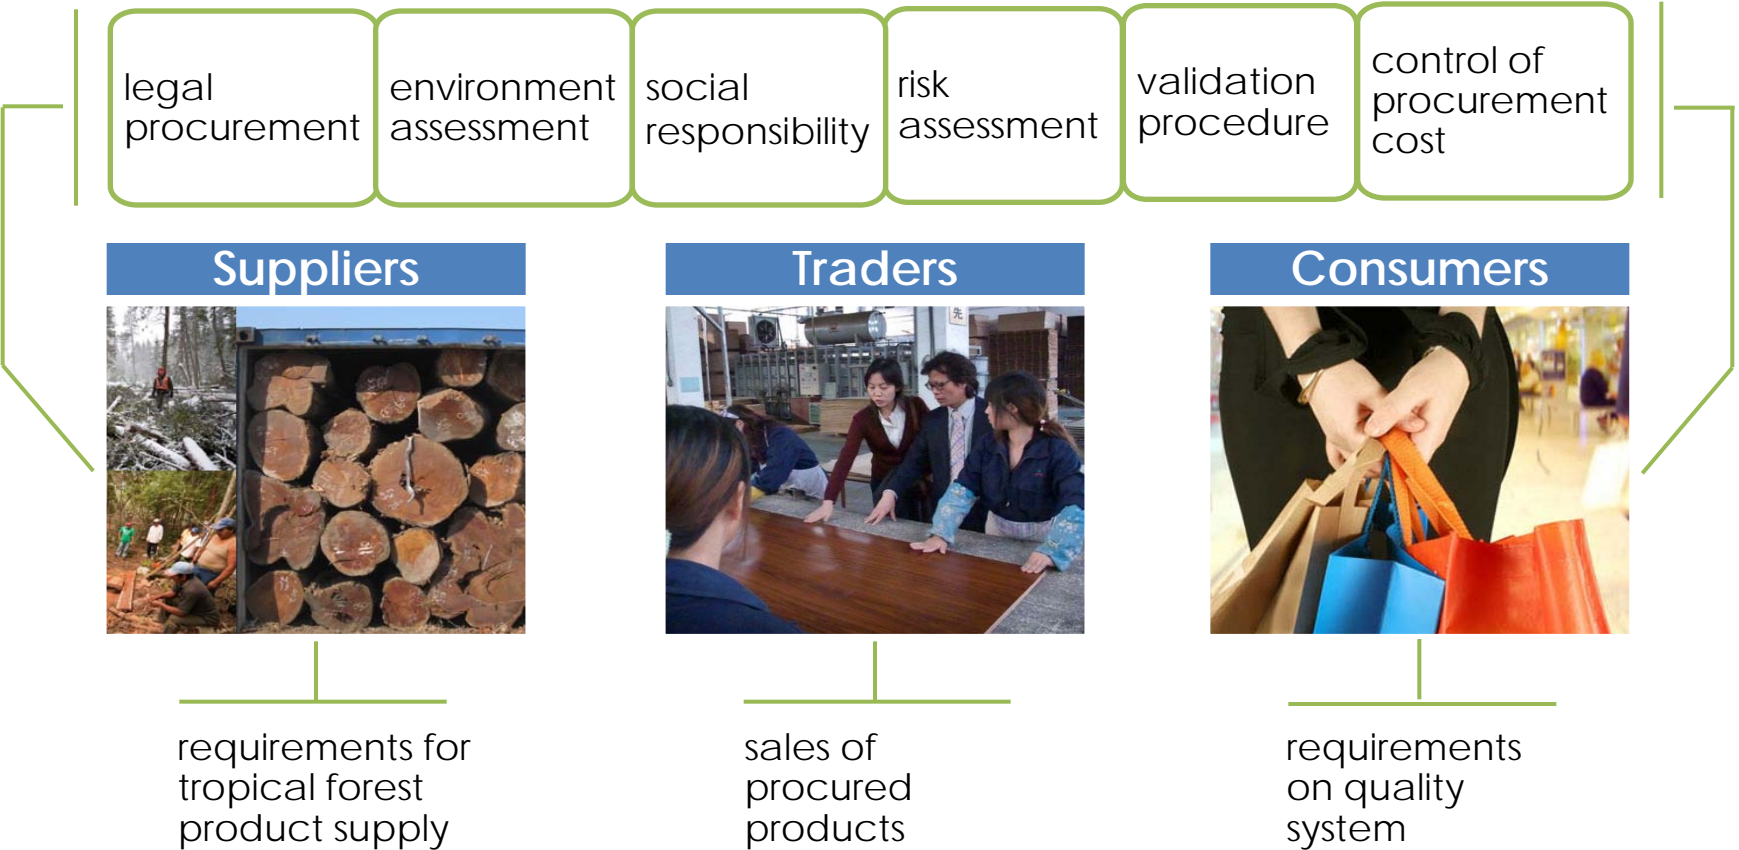 legal
procurement
environment
assessment
social
responsibility
risk
assessment
validation
procedure
control of
procurement
cost
Suppliers
Traders
Consumers
先
requirements for
tropical forest
product supply
sales of
procured
products
requirements
on quality
system